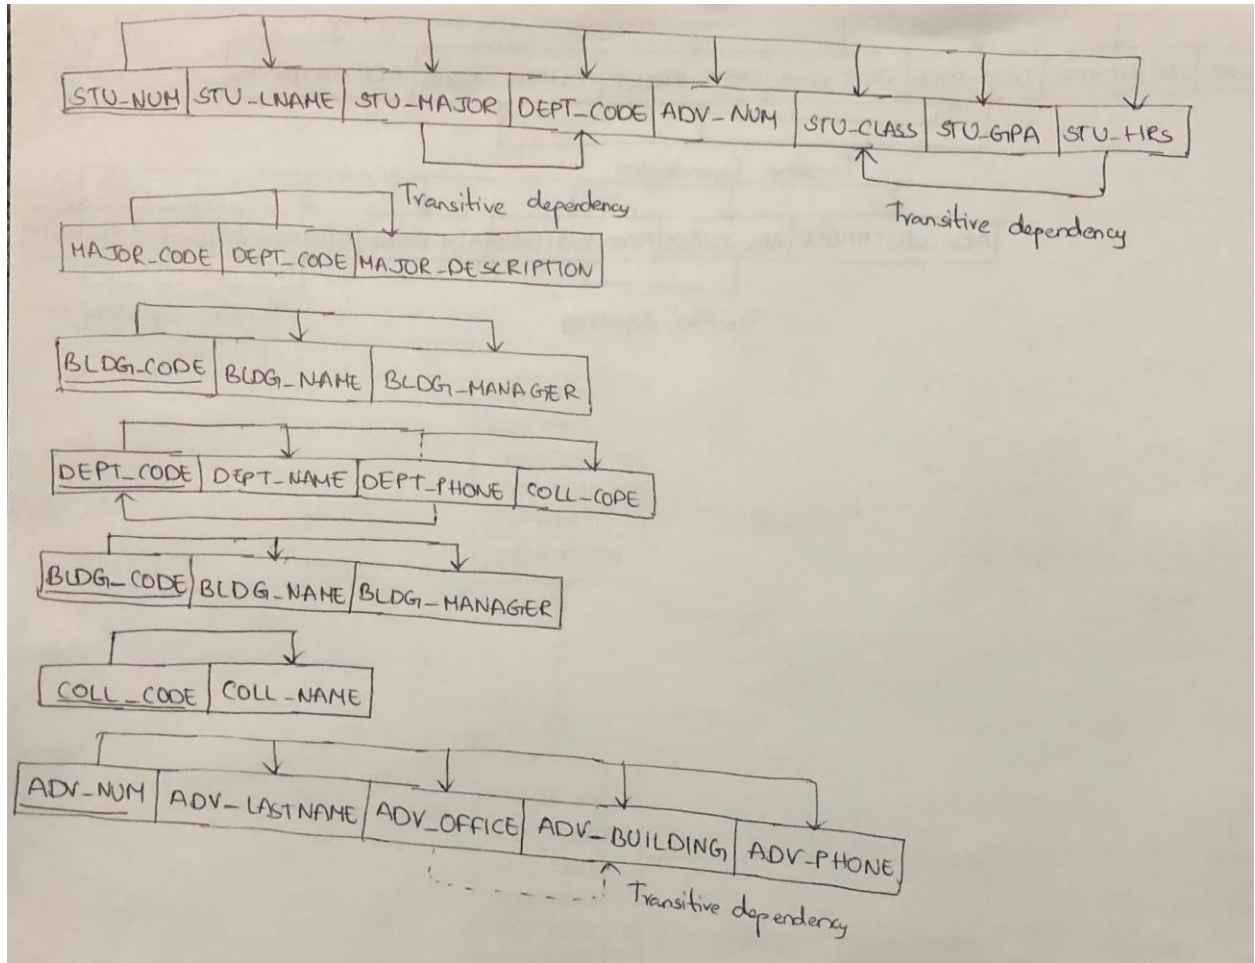 STU_NUM STU_LNAME STU_MAJOR DEPT_CODE ADV_NUM STU_CLASS STU_GPA STU_HRS
Transitive dependency
Transitive dependency
MAJOR_CODE DEPT_CODE MAJOR_DESCRIPTION
BLDG_CODE BLDG_NAME BLDG_MANAGER
DEPT_CODE DEPT_NAME DEPT_PHONE COLL_CODE
BLDG_CODE BLDG_NAME BLDG_MANAGER
COLL_CODE COLL_NAME
ADV_NUM ADV_LASTNAME ADV_OFFICE ADV_BUILDING ADV_PHONE
Transitive dependency